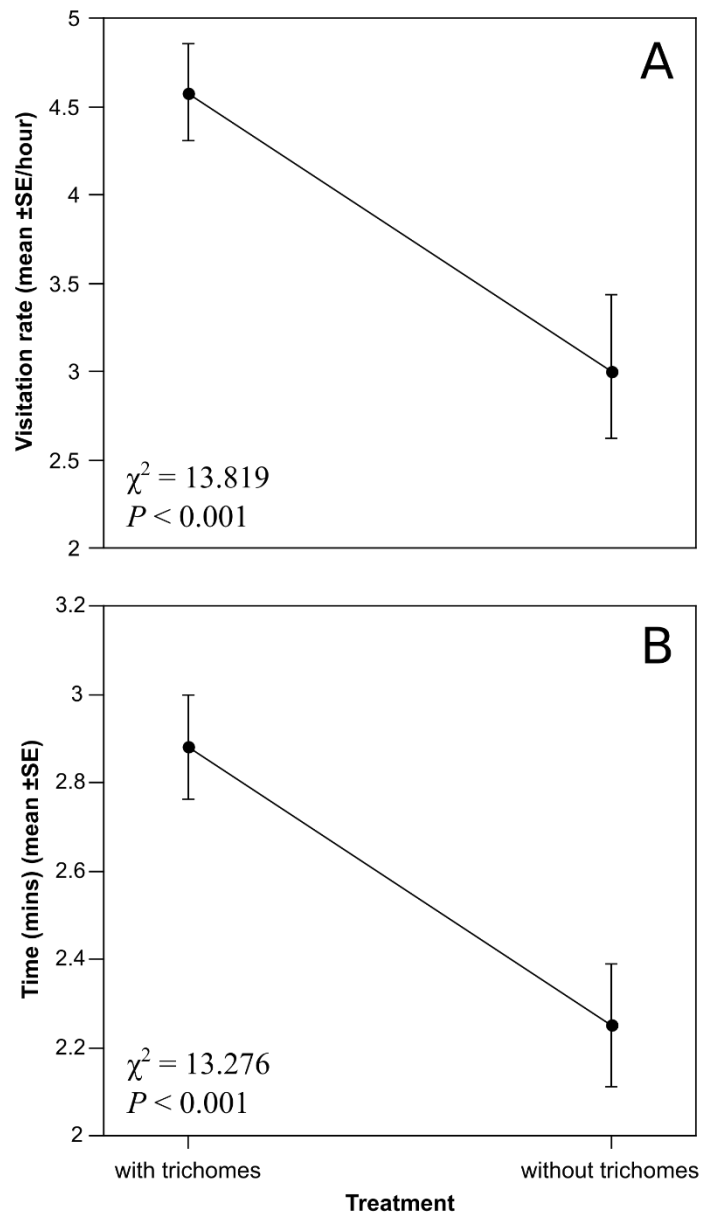 A
Visitation rate (mean ±SE/hour)
5
4.5
4
3.5
3
2.5
2
χ² = 13.819
P < 0.001
B
Time (mins) (mean ±SE)
3.2
3
2.8
2.6
2.4
2.2
2
χ² = 13.276
P < 0.001
with trichomes
without trichomes
Treatment